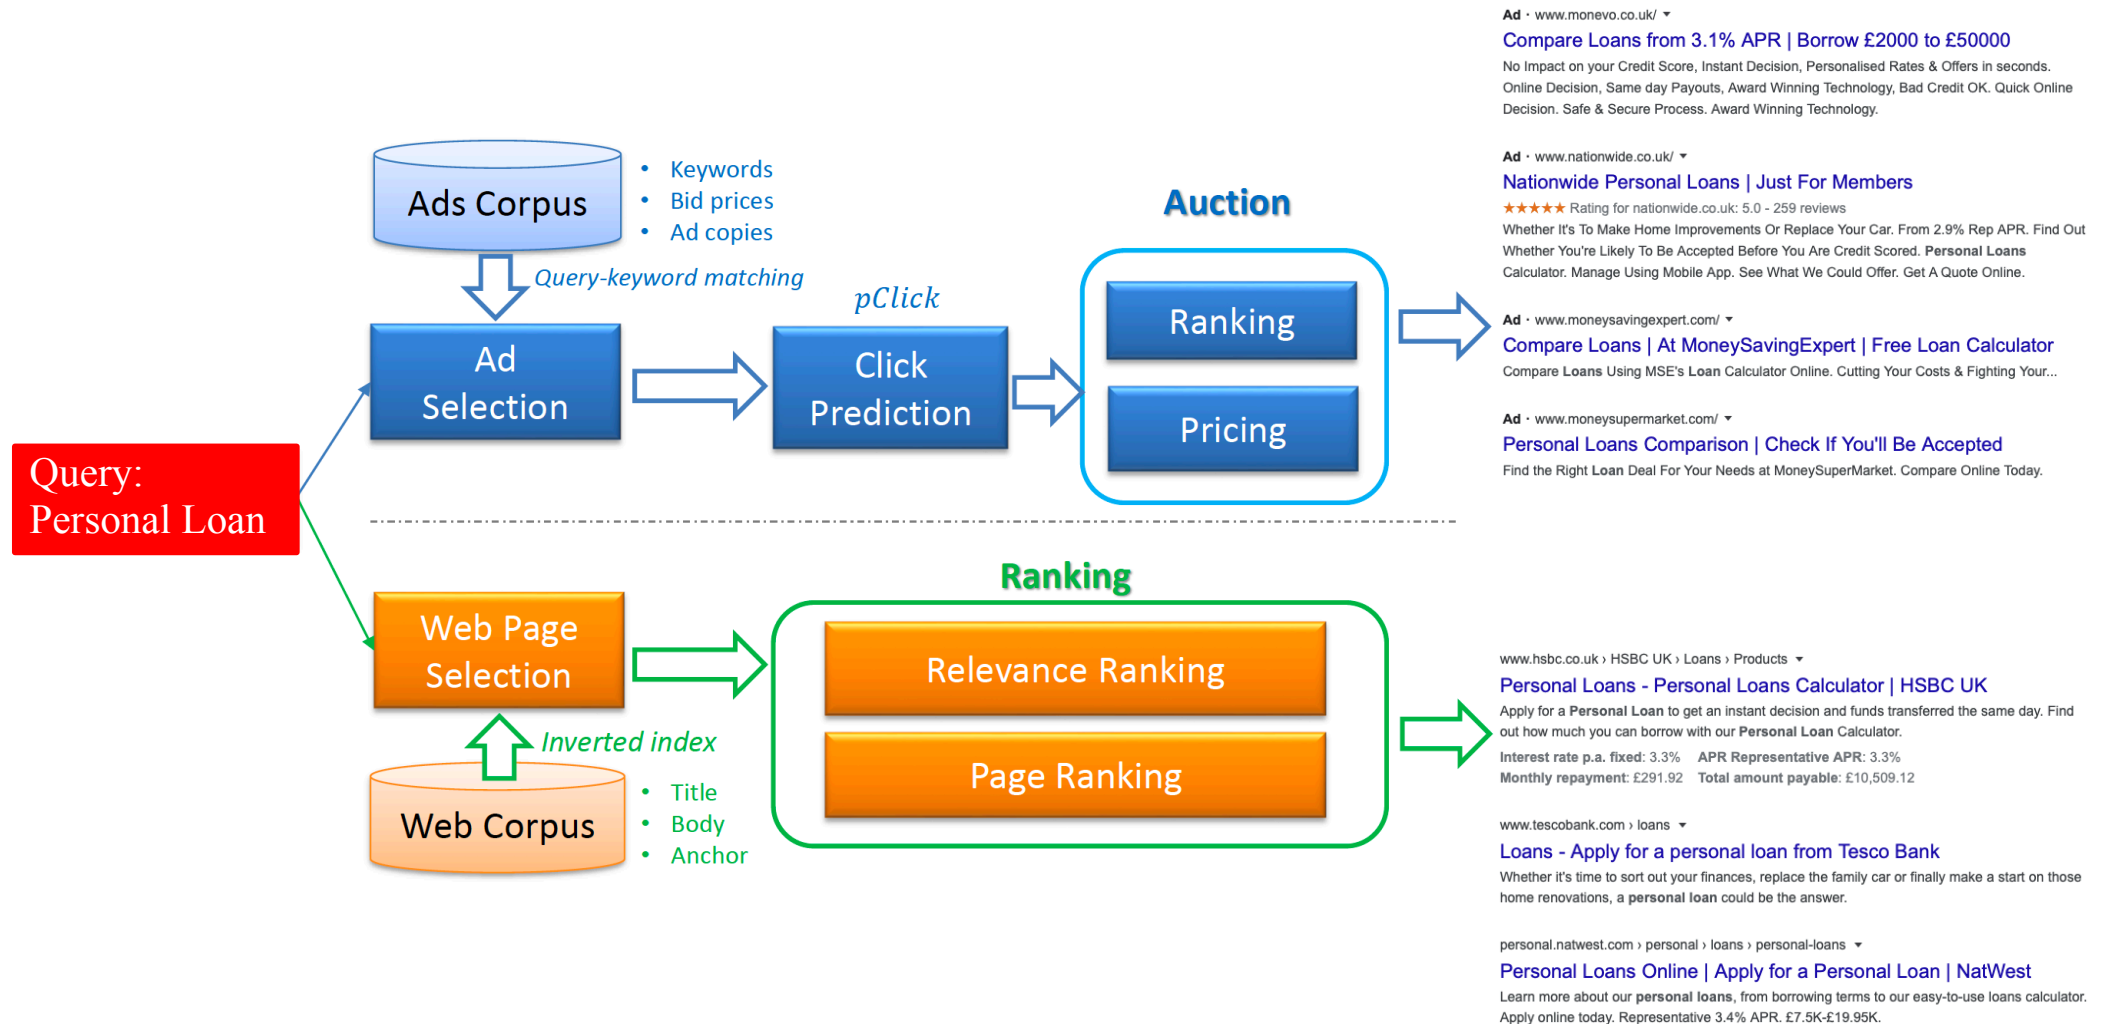 Query:
Personal Loan
Ads Corpus
• Keywords
• Bid prices
• Ad copies
Query-keyword matching
Ad
Selection
pClick
Click
Prediction
Auction
Ranking
Pricing
Ad · www.monevo.co.uk/
Compare Loans from 3.1% APR | Borrow £2000 to £50000
No Impact on your Credit Score, Instant Decision, Personalised Rates & Offers in seconds.
Online Decision, Same day Payouts, Award Winning Technology, Bad Credit OK. Quick Online
Decision. Safe & Secure Process. Award Winning Technology.
Ad · www.nationwide.co.uk/
Nationwide Personal Loans | Just For Members
★★★★★ Rating for nationwide.co.uk: 5.0 - 259 reviews
Whether It's To Make Home Improvements Or Replace Your Car. From 2.9% Rep APR. Find Out
Whether You're Likely To Be Accepted Before You Are Credit Scored. Personal Loans
Calculator. Manage Using Mobile App. See What We Could Offer. Get A Quote Online.
Ad · www.moneysavingexpert.com/
Compare Loans | At MoneySavingExpert | Free Loan Calculator
Compare Loans Using MSE's Loan Calculator Online. Cutting Your Costs & Fighting Your...
Ad · www.moneysupermarket.com/
Personal Loans Comparison | Check If You'll Be Accepted
Find the Right Loan Deal For Your Needs at MoneySuperMarket. Compare Online Today.
Web Page
Selection
Inverted index
Web Corpus
• Title
• Body
• Anchor
Ranking
Relevance Ranking
Page Ranking
www.hsbc.co.uk › HSBC UK › Loans › Products
Personal Loans - Personal Loans Calculator | HSBC UK
Apply for a Personal Loan to get an instant decision and funds transferred the same day. Find
out how much you can borrow with our Personal Loan Calculator.
Interest rate p.a. fixed: 3.3% APR Representative APR: 3.3%
Monthly repayment: £291.92 Total amount payable: £10,509.12
www.tescobank.com › loans
Loans - Apply for a personal loan from Tesco Bank
Whether it's time to sort out your finances, replace the family car or finally make a start on those
home renovations, a personal loan could be the answer.
personal.natwest.com › personal › loans › personal-loans
Personal Loans Online | Apply for a Personal Loan | NatWest
Learn more about our personal loans, from borrowing terms to our easy-to-use loans calculator.
Apply online today. Representative 3.4% APR. £7.5K-£19.95K.